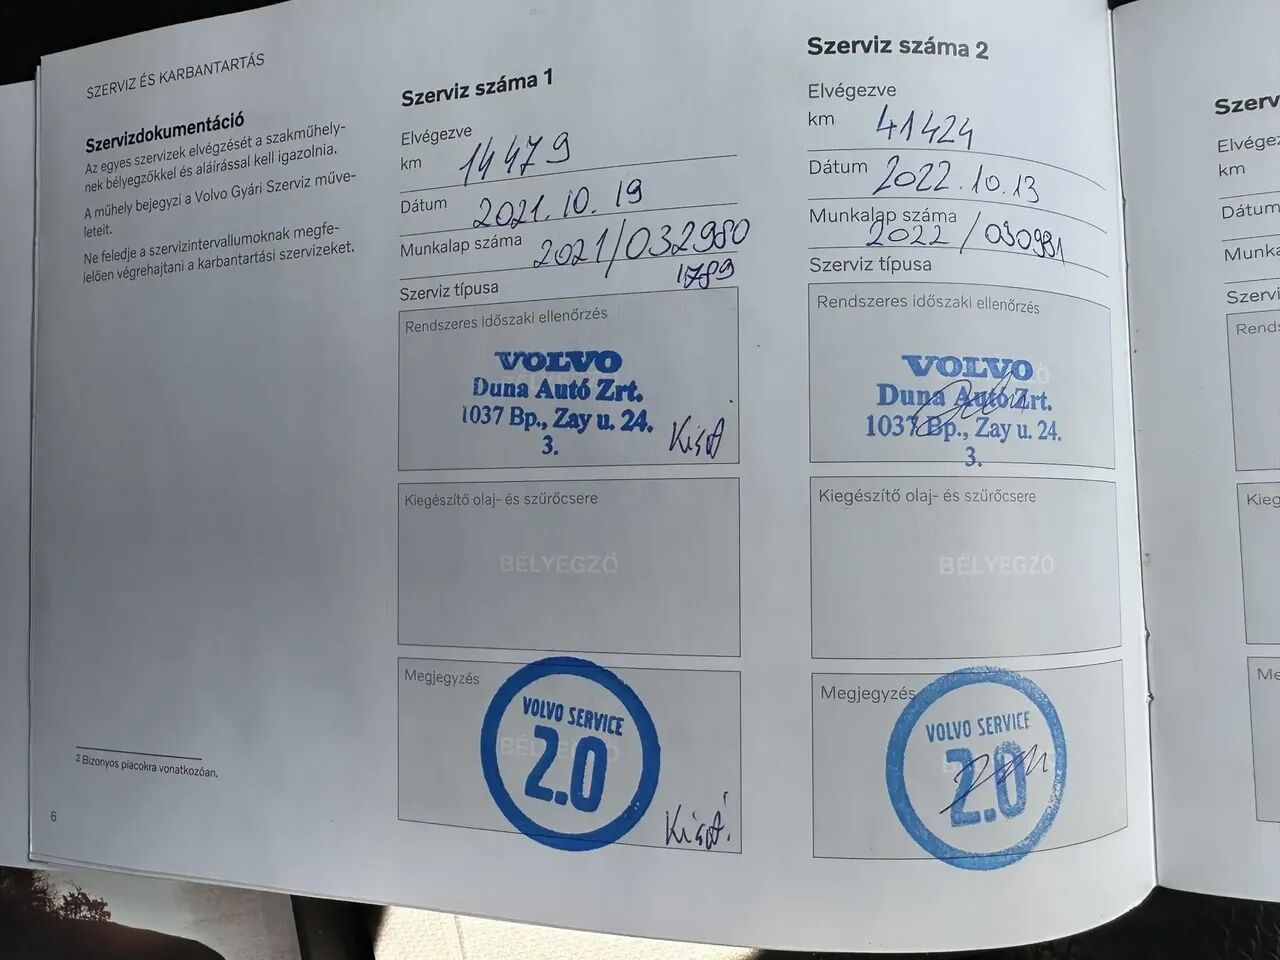 SZERVIZ ÉS KARBANTARTÁS
Szervizdokumentáció
Az egyes szervizek elvégzését a szakműhely-
nek bélyegzőkkel és aláírással kell igazolnia.
A műhely bejegyzi a Volvo Gyári Szerviz műve-
leteit.
Ne feledje a szervizintervallumoknak megfe-
lelően végrehajtani a karbantartási szervizeket.
² Bizonyos piacokra vonatkozóan.
6
Szerviz száma 1
Elvégezve
km 14479
Dátum 2021.10.19
Munkalap száma 2021/032980
1789
Szerviz típusa
Rendszeres időszaki ellenőrzés
VOLVO
Duna Autó Zrt.
1037 Bp., Zay u. 24.
3.
Kiegészítő olaj- és szűrőcsere
BÉLYEGZŐ
Megjegyzés
VOLVO SERVICE
2.0
Szerviz száma 2
Elvégezve
km 41424
Dátum 2022.10.13
Munkalap száma
2022/030981
Szerviz típusa
Rendszeres időszaki ellenőrzés
VOLVO
Duna Autó Zrt.
1037 Bp., Zay u. 24.
3.
Kiegészítő olaj- és szűrőcsere
BÉLYEGZŐ
Megjegyzés
VOLVO SERVICE
2.0
Szerv
Elvége
km
Dátum
Munka
Szervi
Rends
Kieg
Me